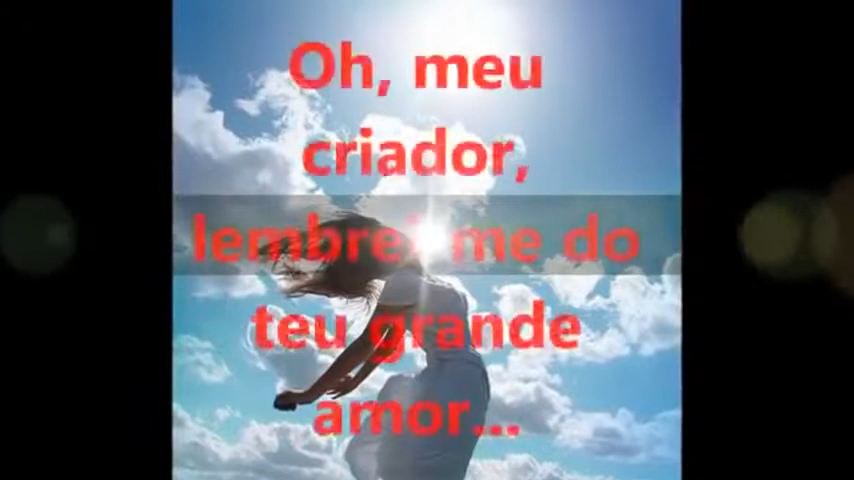 Oh, meu
criador,
lembrei me do
teu grande
amor...